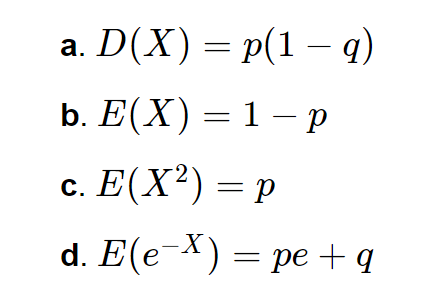 a. D(X) = p(1 − q)
b. E(X) = 1 − p
c. E(X²) = p
d. E(e⁻ˣ) = pe + q